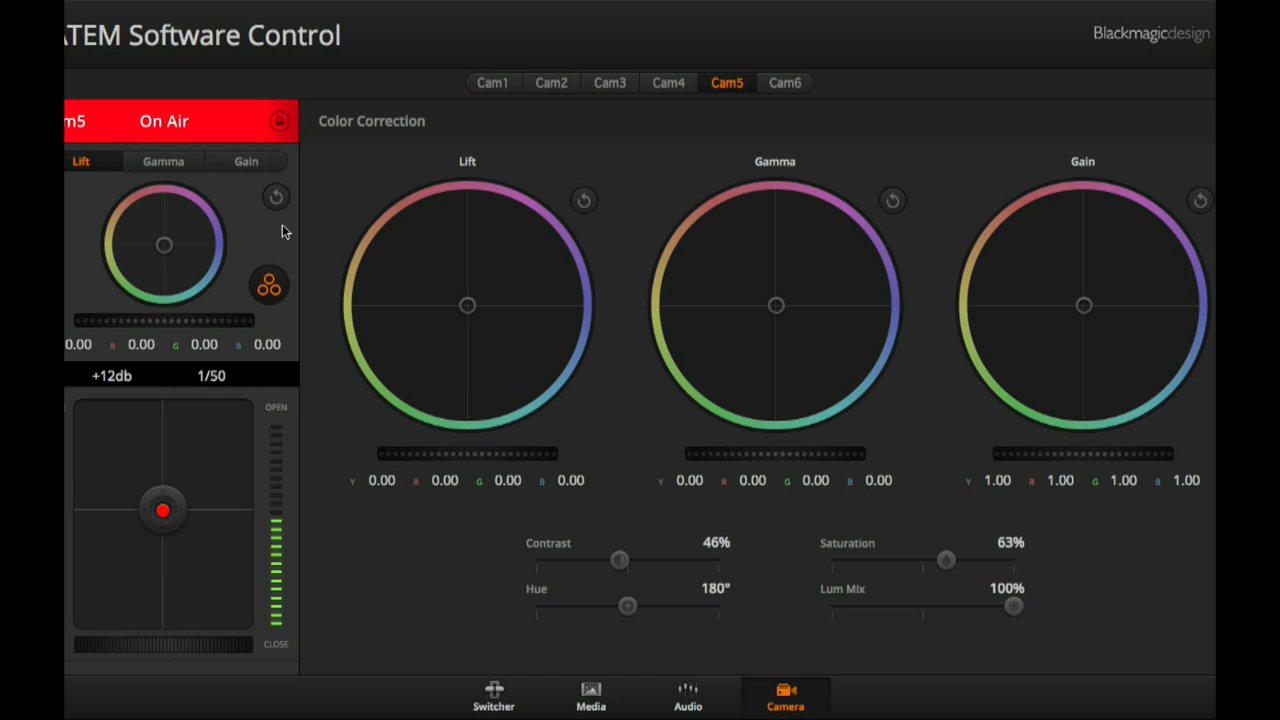 ATEM Software Control
Blackmagicdesign
Cam1 Cam2 Cam3 Cam4 Cam5 Cam6
m5 On Air
Color Correction
Lift Gamma Gain
Lift Gamma Gain
0.00 R 0.00 G 0.00 B 0.00
+12db 1/50
OPEN
CLOSE
Y 0.00 R 0.00 G 0.00 B 0.00
Y 0.00 R 0.00 G 0.00 B 0.00
Y 1.00 R 1.00 G 1.00 B 1.00
Contrast 46% Saturation 63%
Hue 180° Lum Mix 100%
Switcher Media Audio Camera